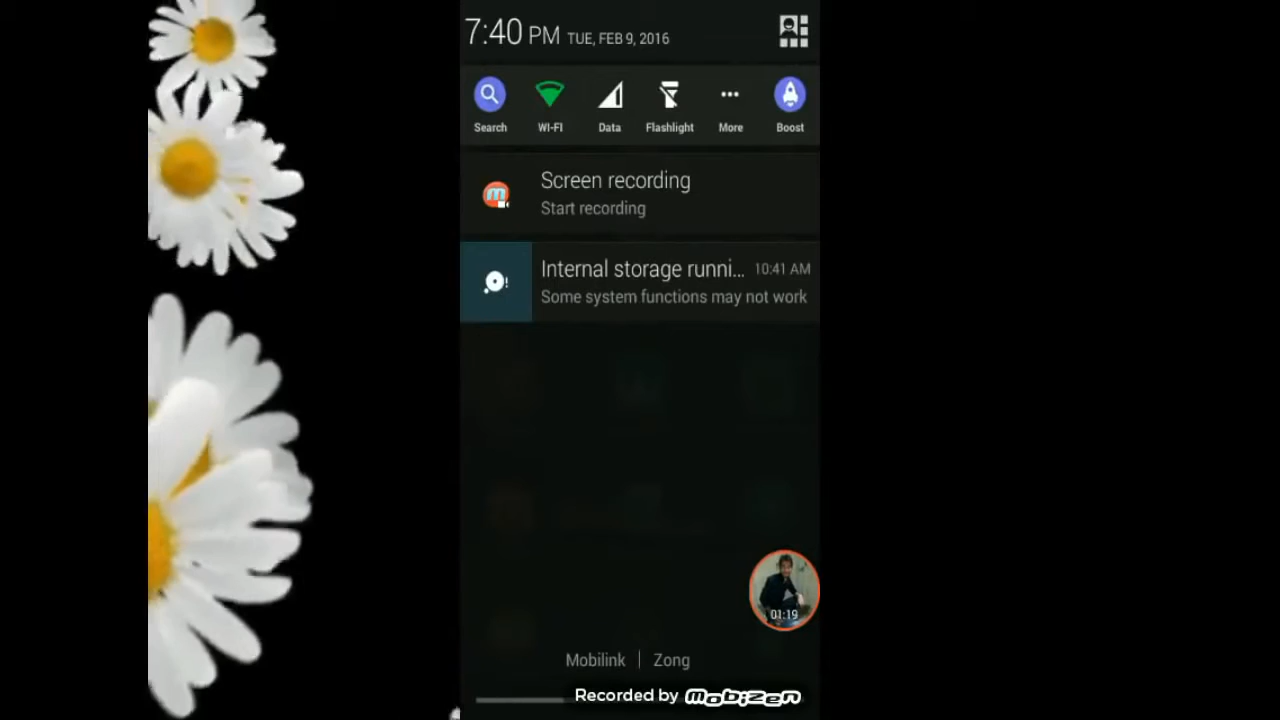 7:40 PM TUE, FEB 9, 2016
Search WI-FI Data Flashlight More Boost
Screen recording
Start recording
Internal storage runni... 10:41 AM
Some system functions may not work
01:19
Mobilink | Zong
Recorded by mobizen